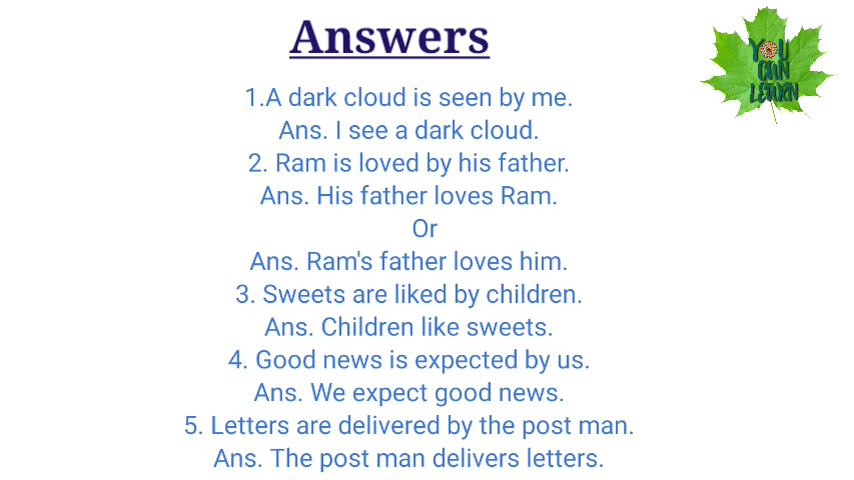 Answers
YOU
CAN
LEARN
1.A dark cloud is seen by me.
Ans. I see a dark cloud.
2. Ram is loved by his father.
Ans. His father loves Ram.
Or
Ans. Ram's father loves him.
3. Sweets are liked by children.
Ans. Children like sweets.
4. Good news is expected by us.
Ans. We expect good news.
5. Letters are delivered by the post man.
Ans. The post man delivers letters.